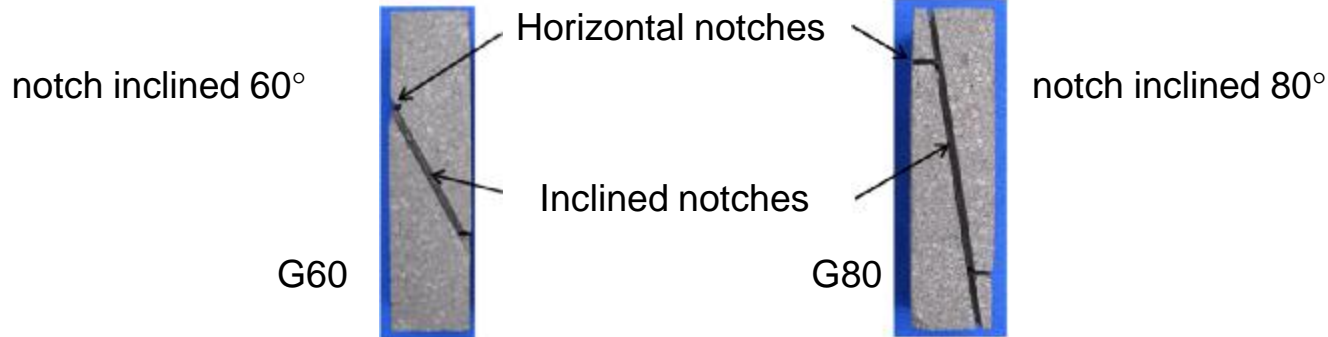 Horizontal notches
notch inclined 60°
notch inclined 80°
Inclined notches
G60
G80